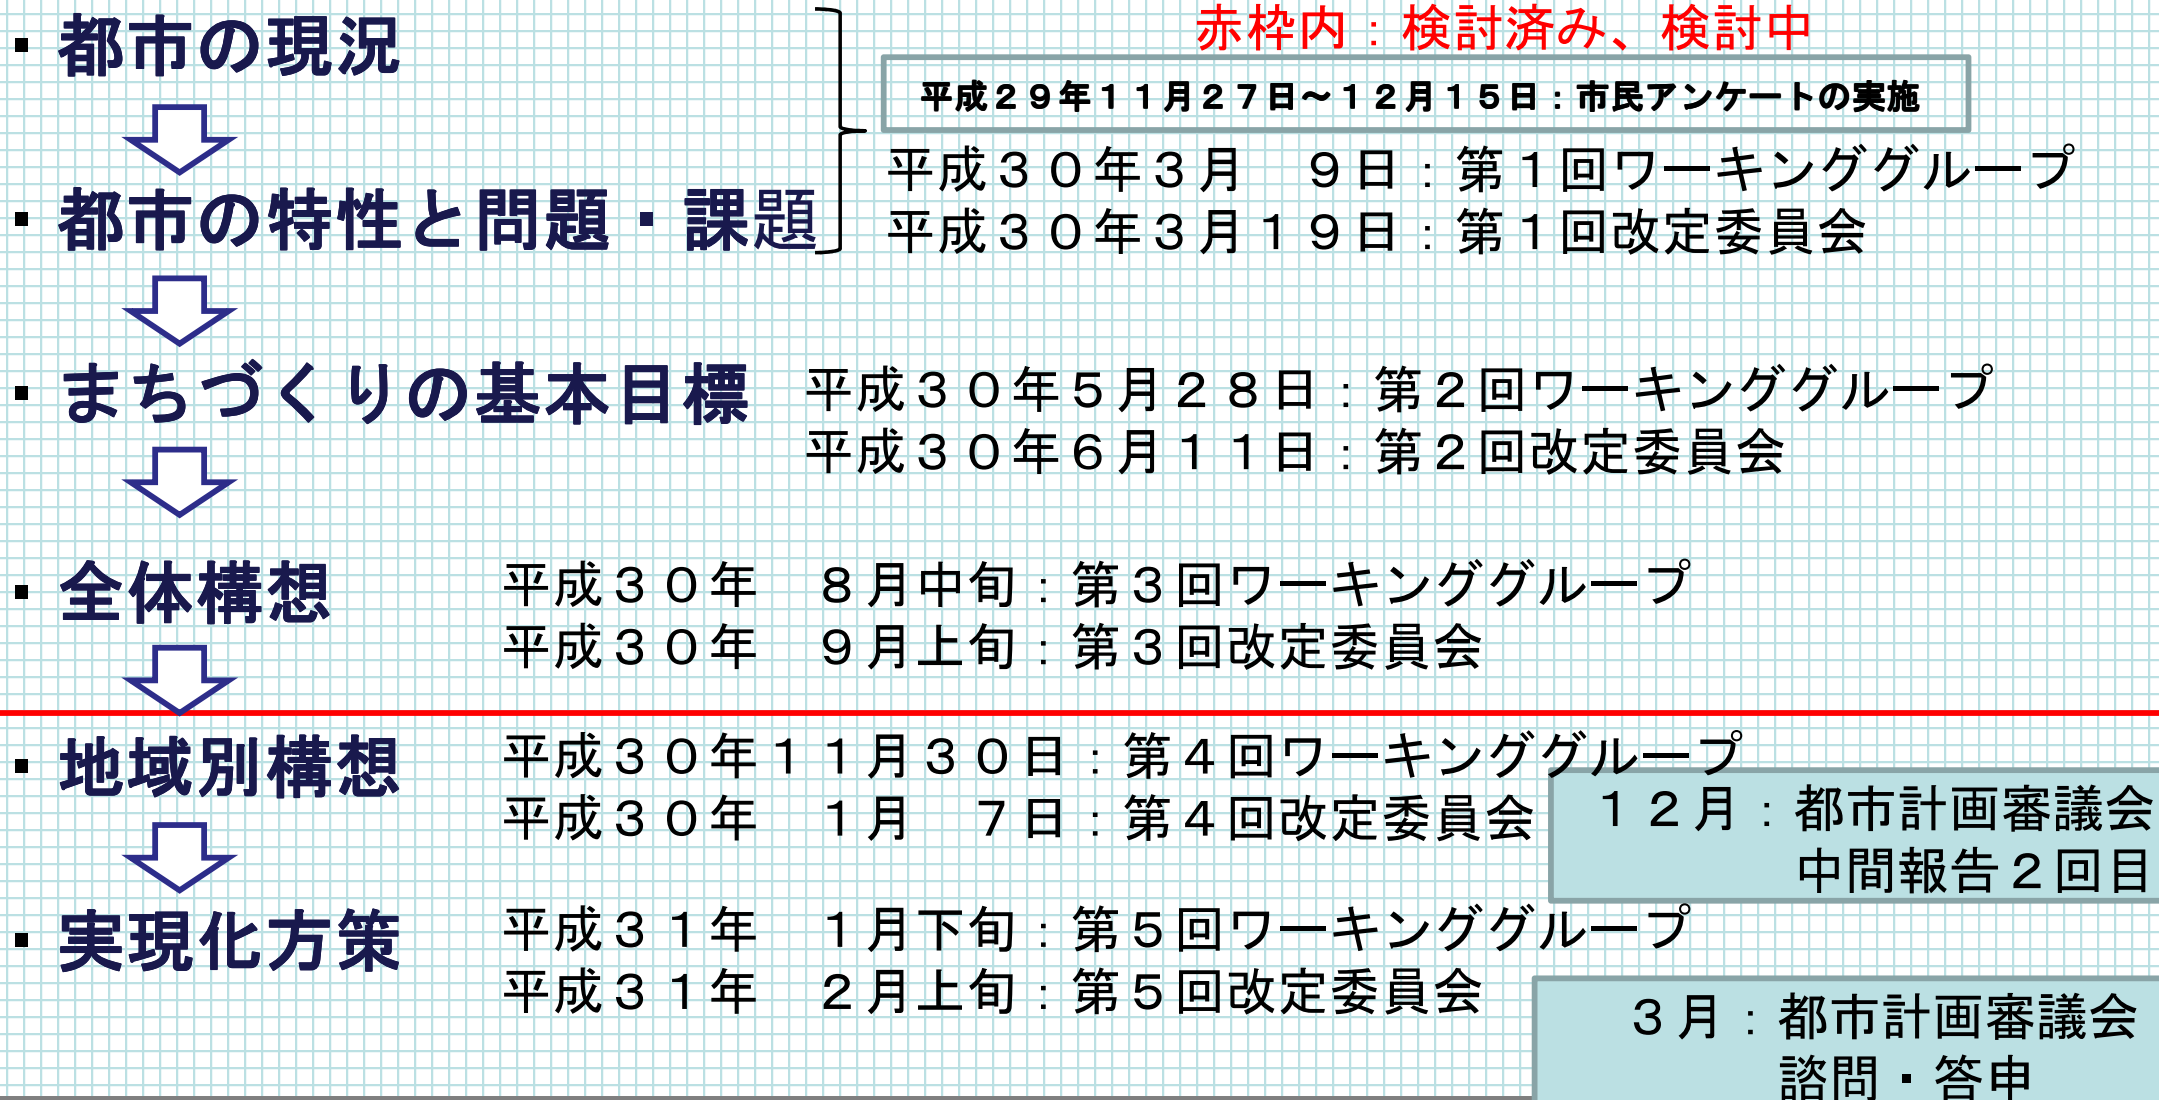 赤枠内：検討済み、検討中
・都市の現況
平成２９年１１月２７日～１２月１５日：市民アンケートの実施
平成３０年３月　９日：第１回ワーキンググループ
・都市の特性と問題・課題
平成３０年３月１９日：第１回改定委員会
・まちづくりの基本目標
平成３０年５月２８日：第２回ワーキンググループ
平成３０年６月１１日：第２回改定委員会
・全体構想
平成３０年　８月中旬：第３回ワーキンググループ
平成３０年　９月上旬：第３回改定委員会
・地域別構想
平成３０年１１月３０日：第４回ワーキンググループ
平成３０年　１月　７日：第４回改定委員会
１２月：都市計画審議会
中間報告２回目
・実現化方策
平成３１年　１月下旬：第５回ワーキンググループ
平成３１年　２月上旬：第５回改定委員会
３月：都市計画審議会
諮問・答申